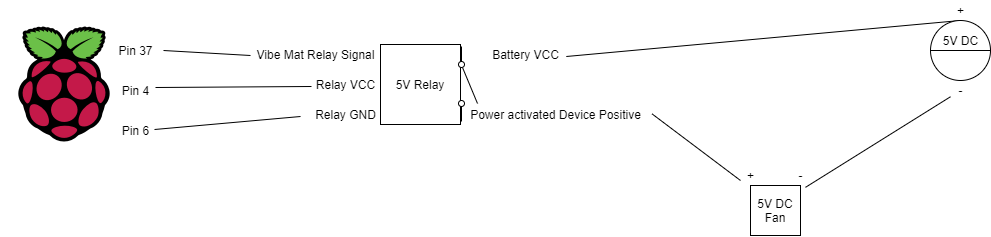 Pin 37
Vibe Mat Relay Signal
Battery VCC
+
5V DC
Pin 4
Relay VCC
5V Relay
-
Pin 6
Relay GND
Power activated Device Positive
+
-
5V DC
Fan